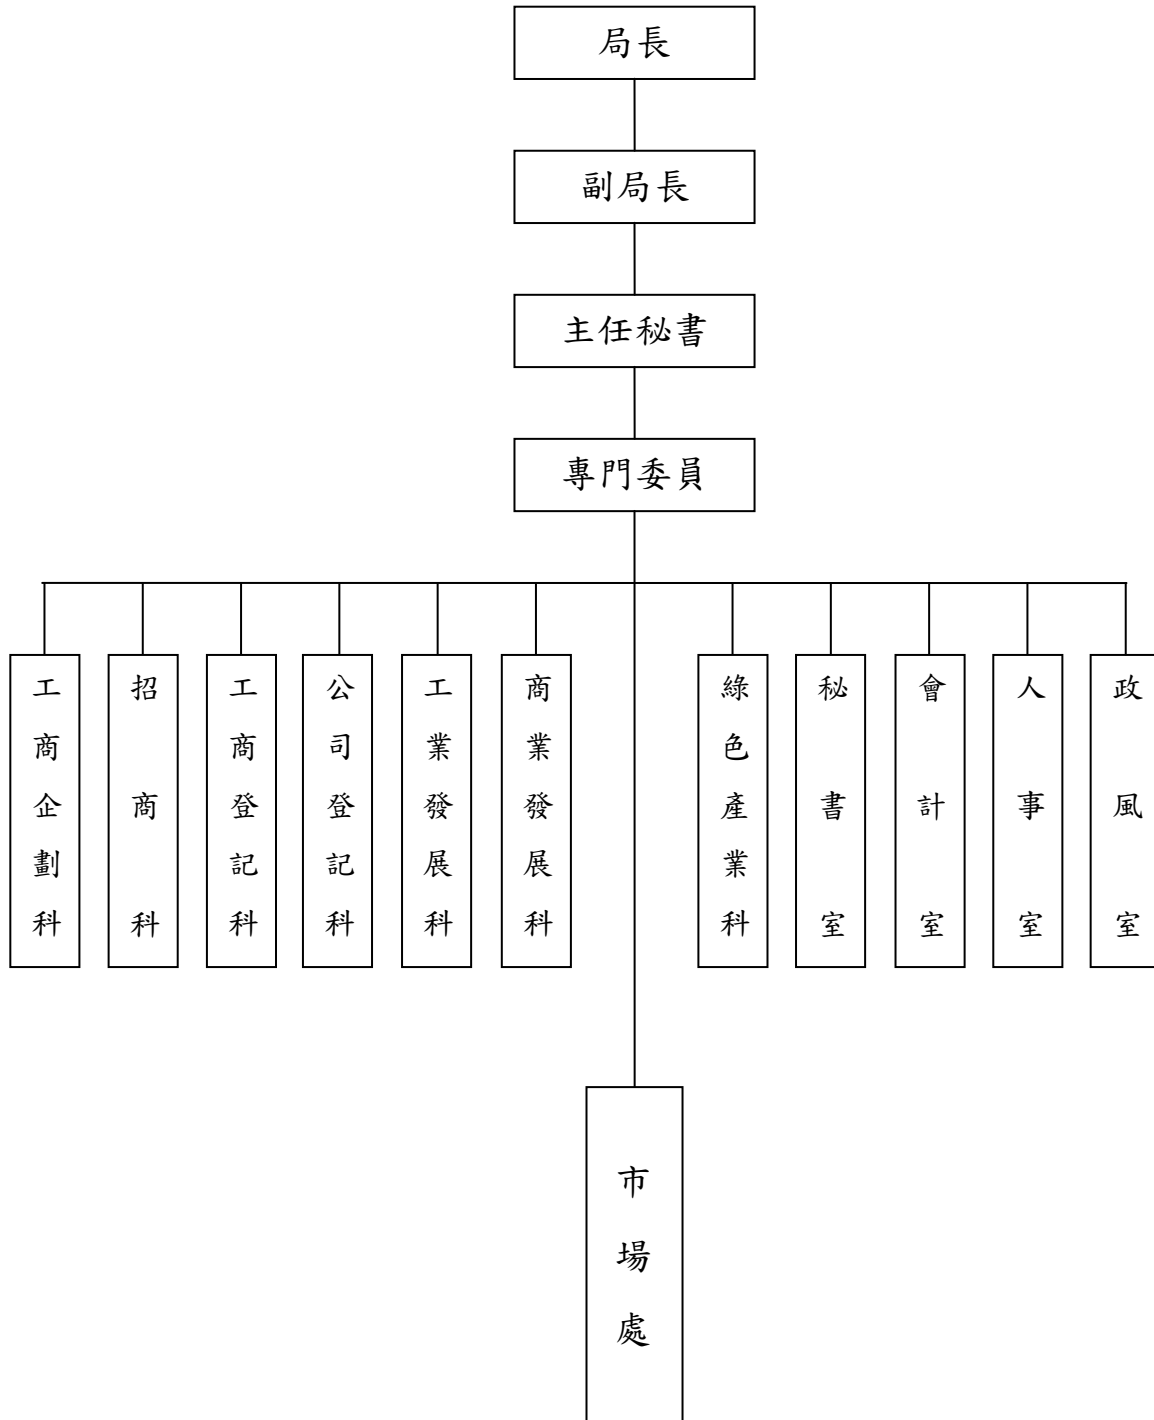 局長
副局長
主任秘書
專門委員
工商企劃科
招商科
工商登記科
公司登記科
工業發展科
商業發展科
綠色產業科
秘書室
會計室
人事室
政風室
市場處